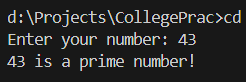 d:\Projects\CollegePrac>cd
Enter your number: 43
43 is a prime number!